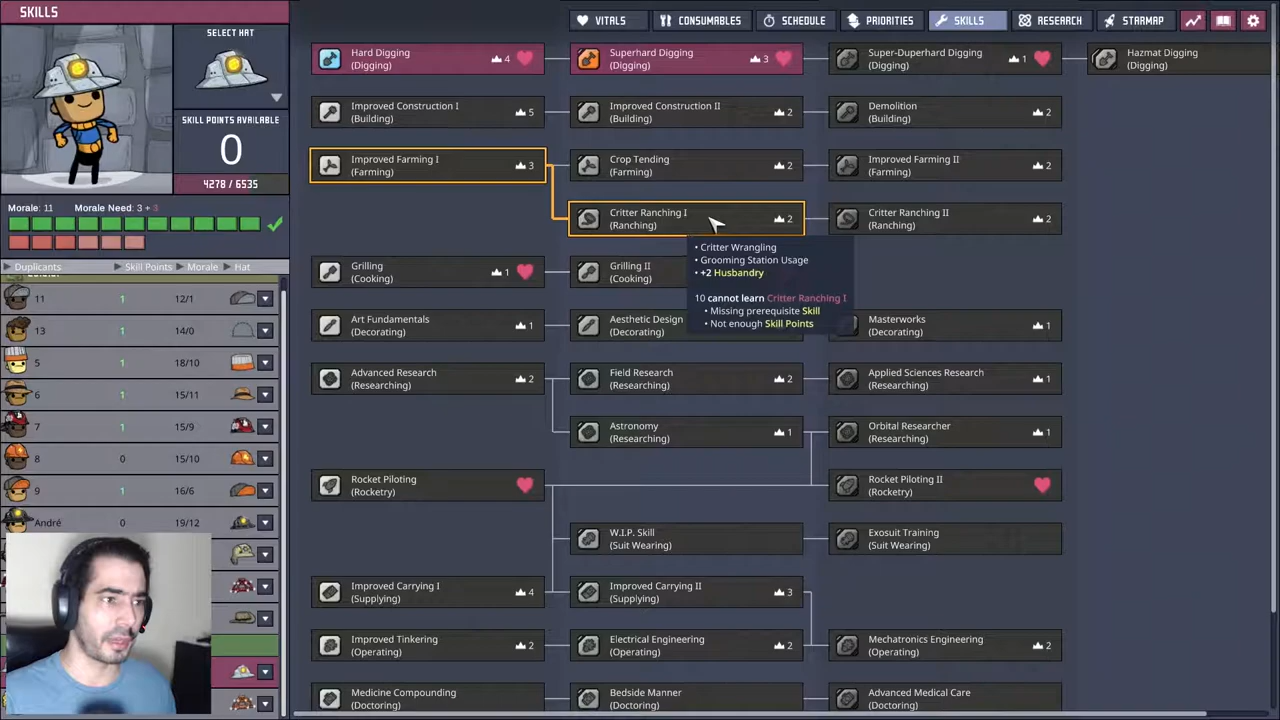 SKILLS
VITALS
CONSUMABLES
SCHEDULE
PRIORITIES
SKILLS
RESEARCH
STARMAP
SELECT HAT
SKILL POINTS AVAILABLE
0
4278 / 6535
Morale: 11
Morale Need: 3 + 3
Duplicants
Skill Points
Morale
Hat
11 1 12/1
13 1 14/0
5 1 18/10
6 1 15/11
7 1 15/9
8 0 15/10
9 1 16/6
André 0 19/12
Hard Digging
(Digging)
4
Superhard Digging
(Digging)
3
Super-Duperhard Digging
(Digging)
1
Hazmat Digging
(Digging)
Improved Construction I
(Building)
5
Improved Construction II
(Building)
2
Demolition
(Building)
2
Improved Farming I
(Farming)
3
Crop Tending
(Farming)
2
Improved Farming II
(Farming)
2
Critter Ranching I
(Ranching)
2
Critter Ranching II
(Ranching)
2
• Critter Wrangling
• Grooming Station Usage
• +2 Husbandry
10 cannot learn Critter Ranching I
• Missing prerequisite Skill
• Not enough Skill Points
Grilling
(Cooking)
1
Grilling II
(Cooking)
Art Fundamentals
(Decorating)
1
Aesthetic Design
(Decorating)
Masterworks
(Decorating)
1
Advanced Research
(Researching)
2
Field Research
(Researching)
2
Applied Sciences Research
(Researching)
1
Astronomy
(Researching)
1
Orbital Researcher
(Researching)
1
Rocket Piloting
(Rocketry)
Rocket Piloting II
(Rocketry)
W.I.P. Skill
(Suit Wearing)
Exosuit Training
(Suit Wearing)
Improved Carrying I
(Supplying)
4
Improved Carrying II
(Supplying)
3
Improved Tinkering
(Operating)
2
Electrical Engineering
(Operating)
2
Mechatronics Engineering
(Operating)
2
Medicine Compounding
(Doctoring)
Bedside Manner
(Doctoring)
Advanced Medical Care
(Doctoring)